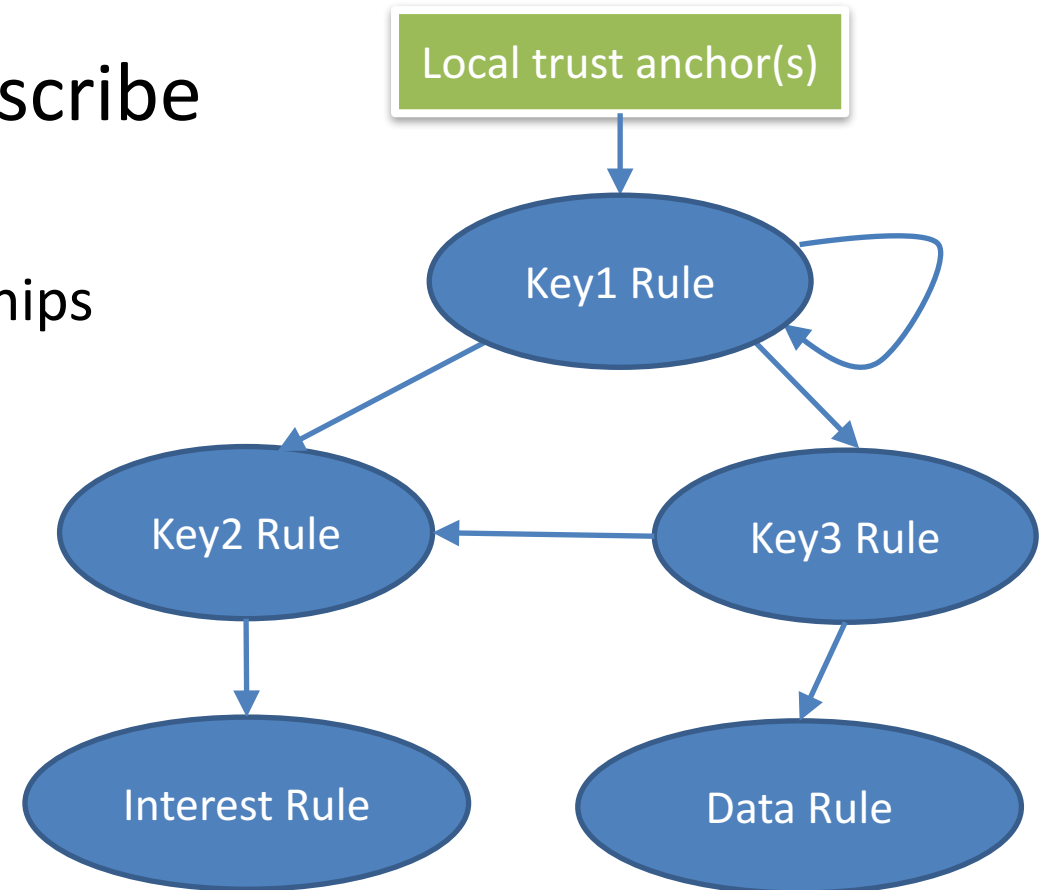 scribe
hips
Local trust anchor(s)
Key1 Rule
Key2 Rule
Key3 Rule
Interest Rule
Data Rule